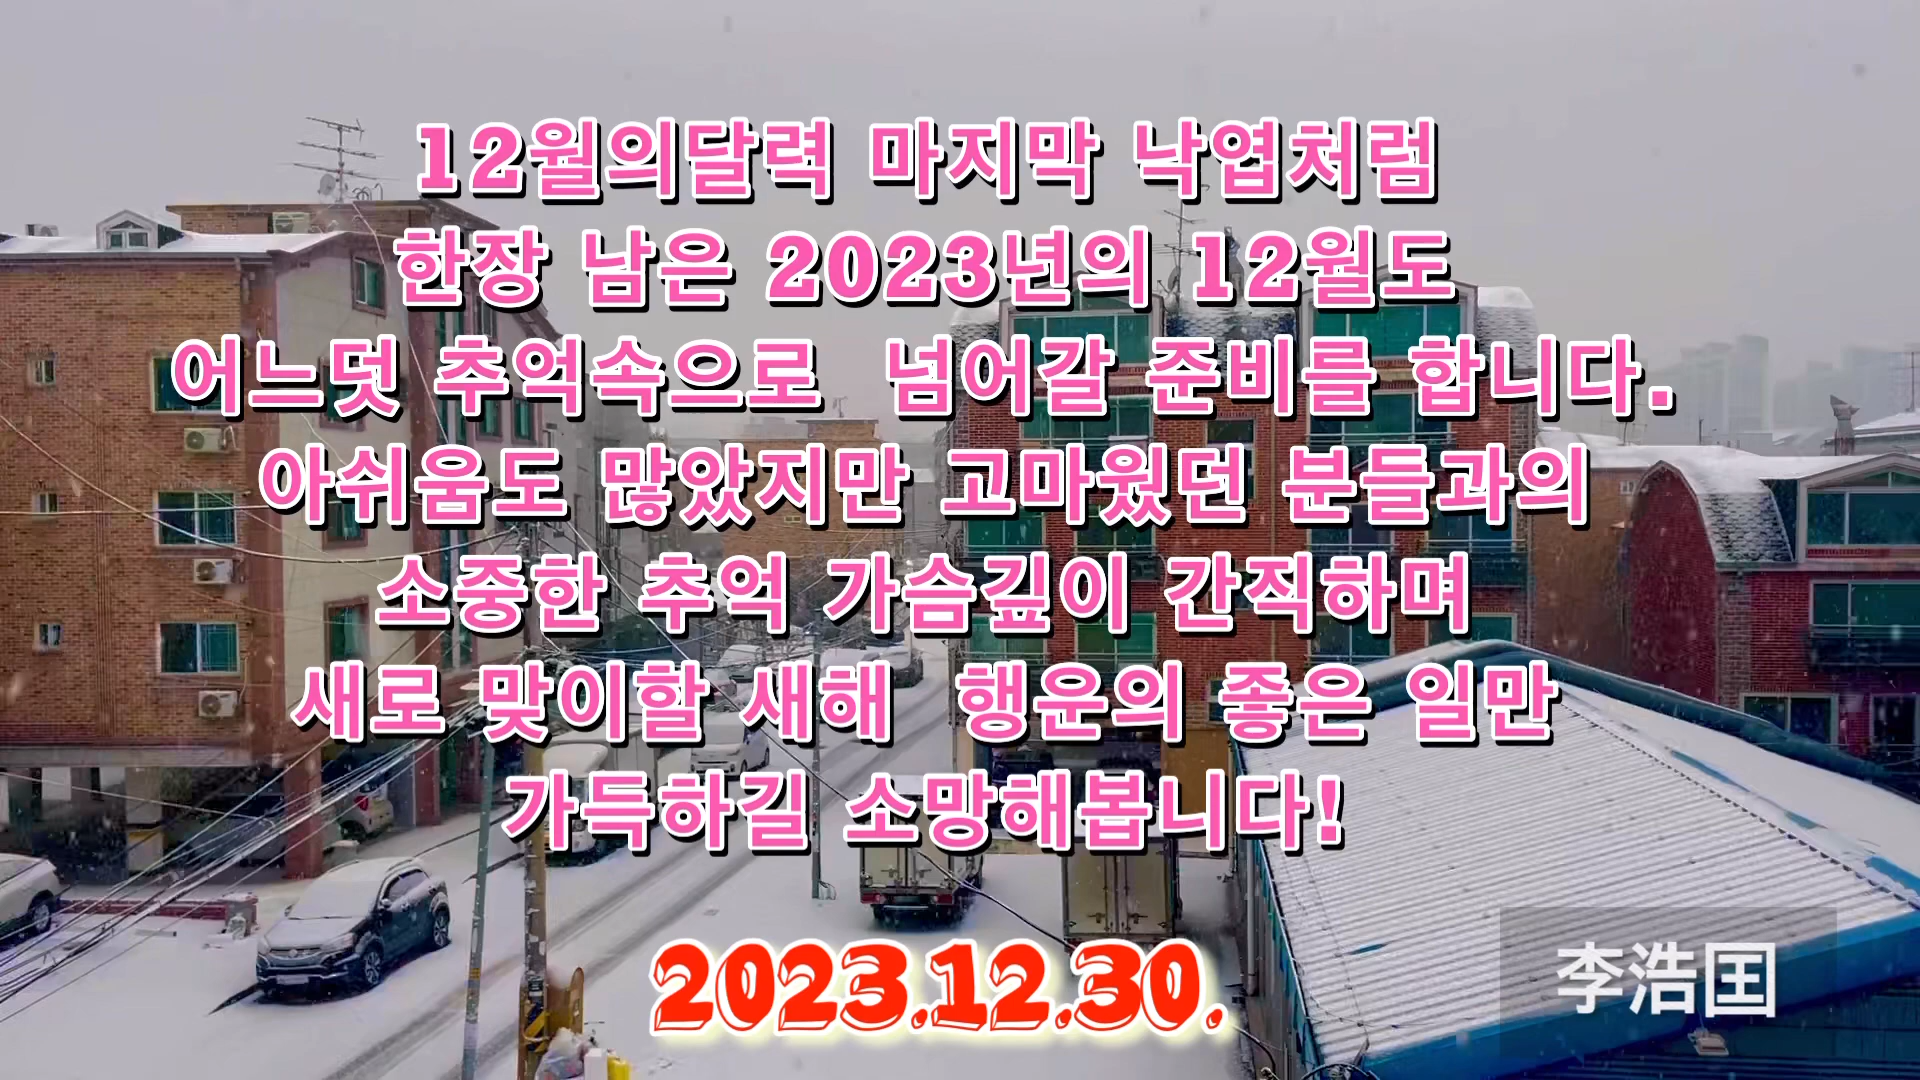 12월의달력 마지막 낙엽처럼
한장 남은 2023년의 12월도
어느덧 추억속으로 넘어갈 준비를 합니다.
아쉬움도 많았지만 고마웠던 분들과의
소중한 추억 가슴깊이 간직하며
새로 맞이할 새해 행운의 좋은 일만
가득하길 소망해봅니다!
2023.12.30.
李浩国